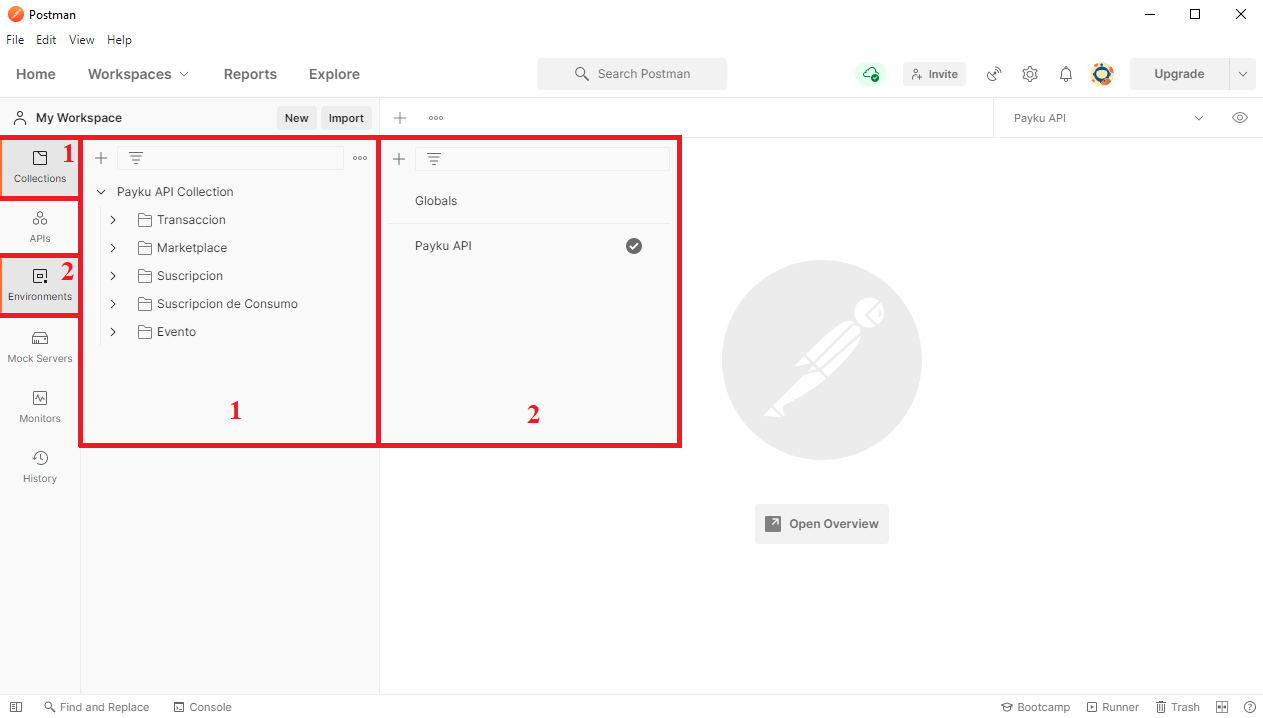 Postman
File Edit View Help
Home Workspaces Reports Explore Search Postman Invite Upgrade
My Workspace New Import Payku API
Collections 1
APIs
Environments 2
Mock Servers
Monitors
History
Payku API Collection
Transaccion
Marketplace
Suscripcion
Suscripcion de Consumo
Evento
1
Globals
Payku API
2
Open Overview
Find and Replace Console Bootcamp Runner Trash